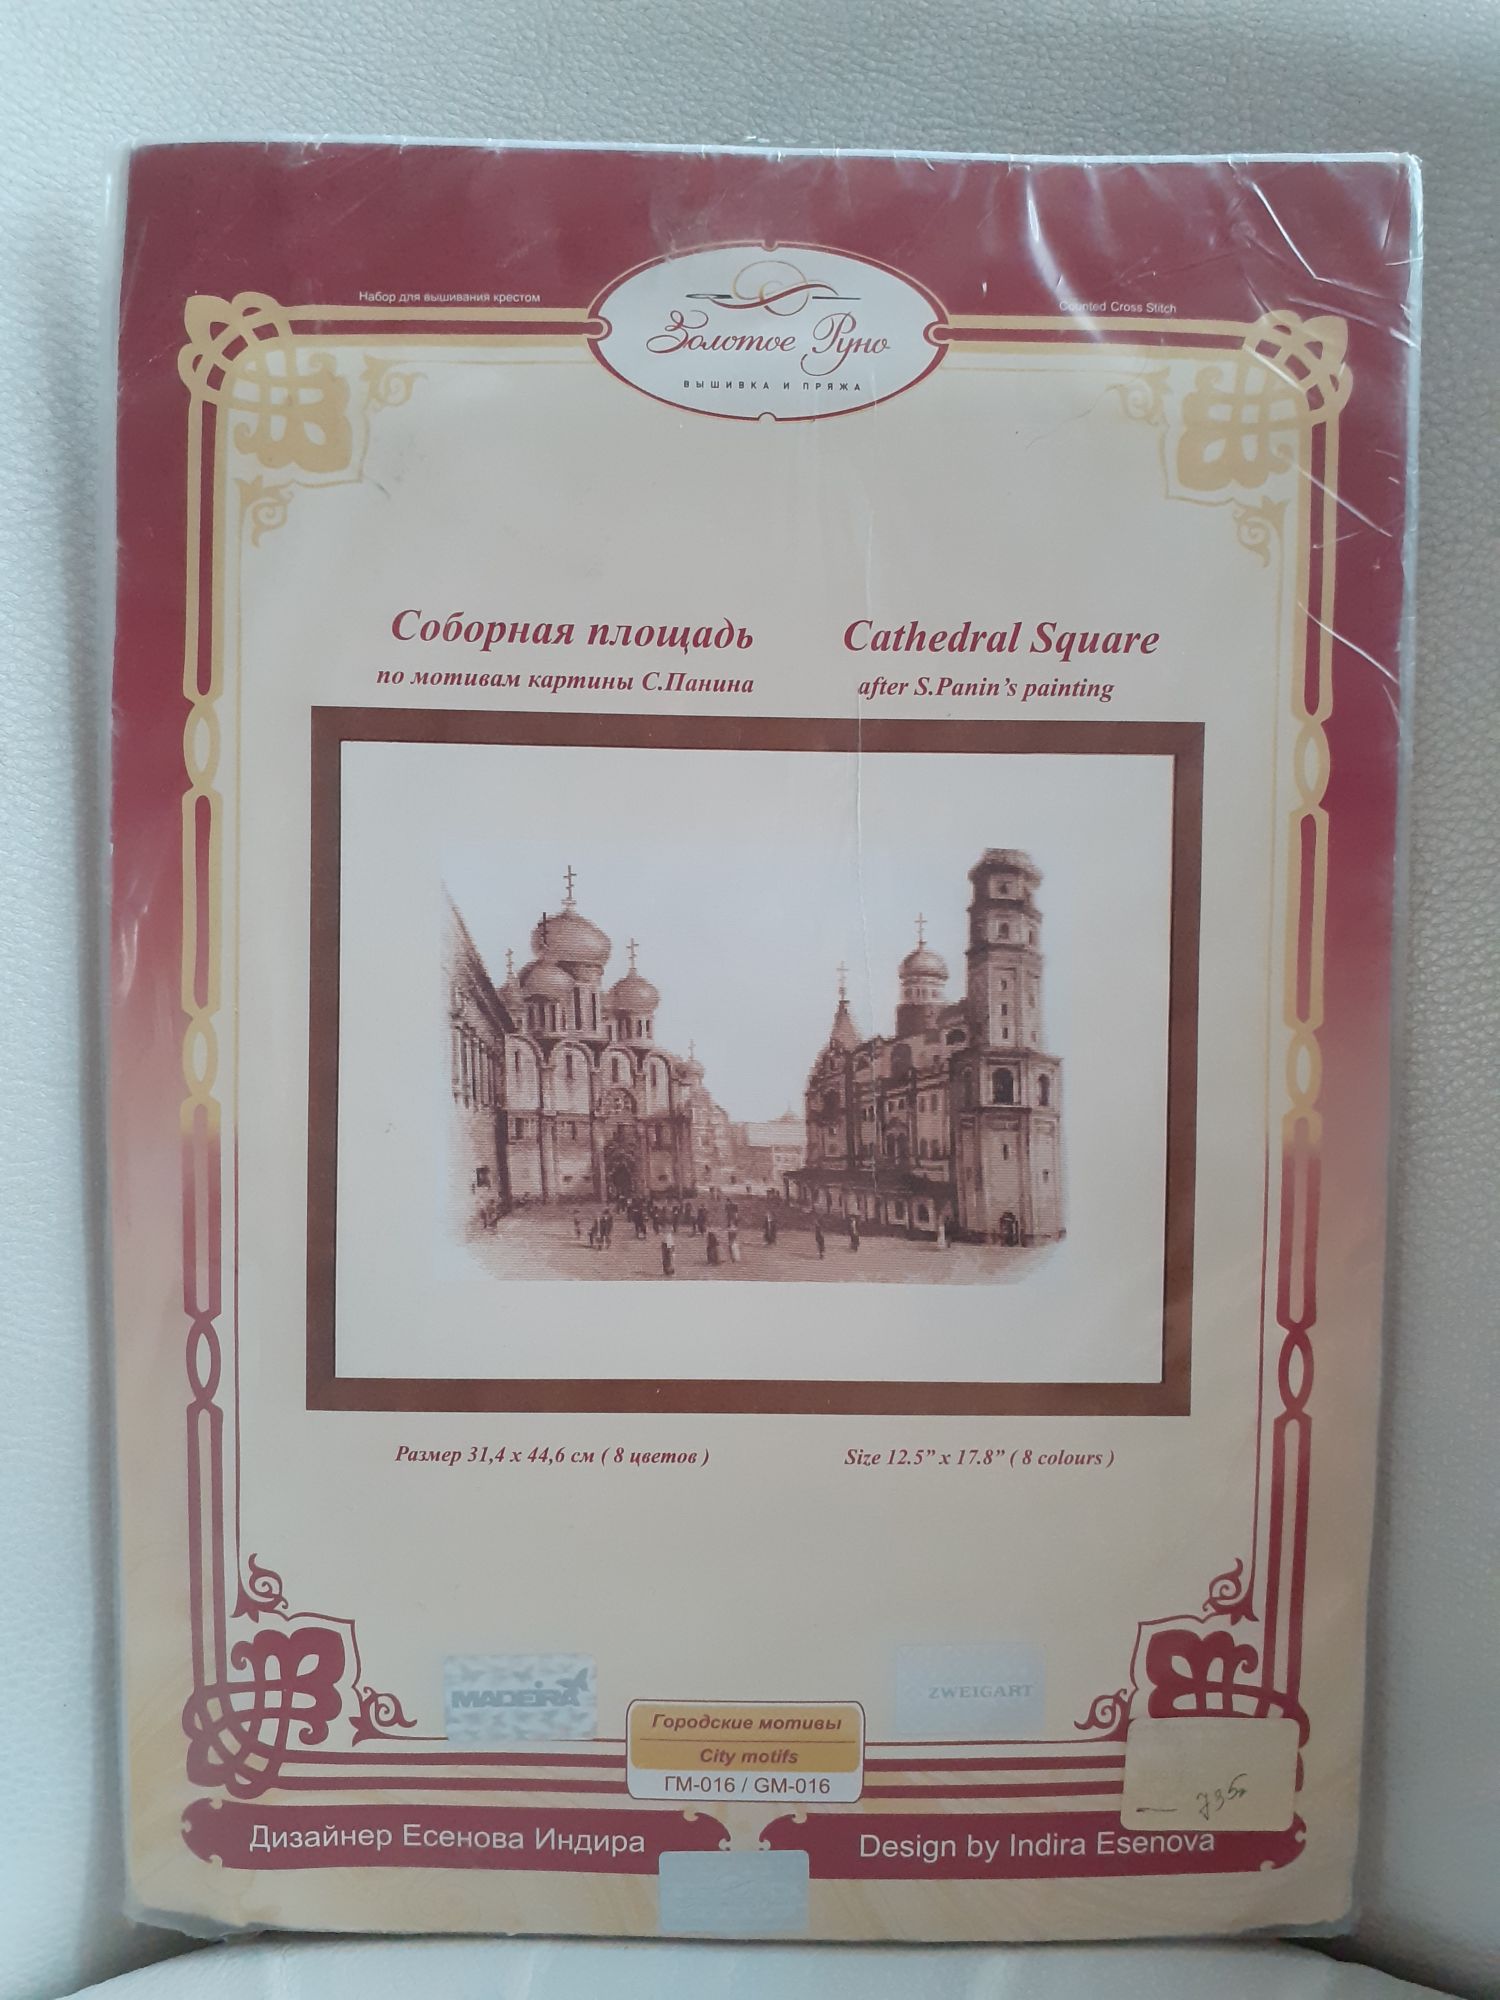 Набор для вышивания крестом
Counted Cross Stitch
Золотое Руно
ВЫШИВКА И ПРЯЖА
Соборная площадь
по мотивам картины С.Панина
Cathedral Square
after S.Panin's painting
Размер 31,4 x 44,6 см ( 8 цветов )
Size 12.5” x 17.8” ( 8 colours )
MADEIRA
ZWEIGART
Городские мотивы
City motifs
ГМ-016 / GM-016
Дизайнер Есенова Индира
Design by Indira Esenova